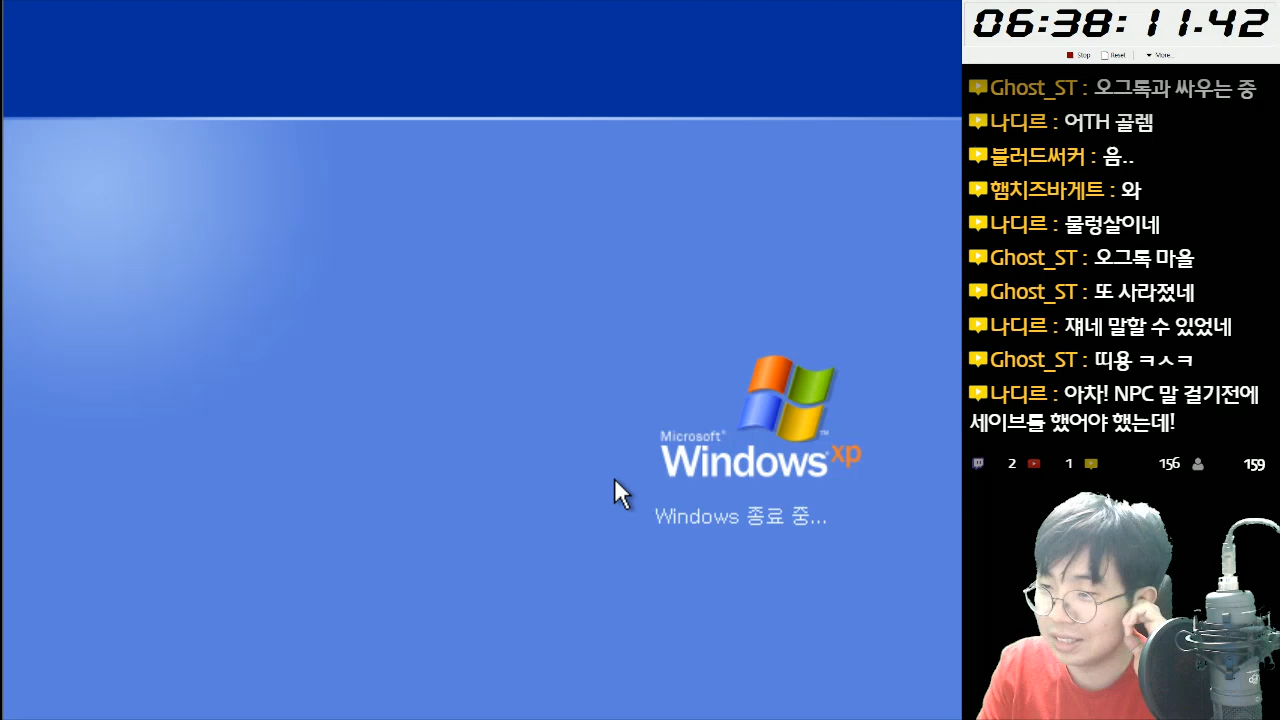 06:38:11.42
Stop Reset More...
Ghost_ST : 오그톡과 싸우는 중
나디르 : 어TH 골렘
블러드써커 : 음..
햄치즈바게트 : 와
나디르 : 물렁살이네
Ghost_ST : 오그톡 마을
Ghost_ST : 또 사라졌네
나디르 : 쟤네 말할 수 있었네
Ghost_ST : 띠용 ㅋㅅㅋ
나디르 : 아차! NPC 말 걸기전에
세이브를 했어야 했는데!
2 1 156 159
Microsoft®
Windows xp™
Windows 종료 중...